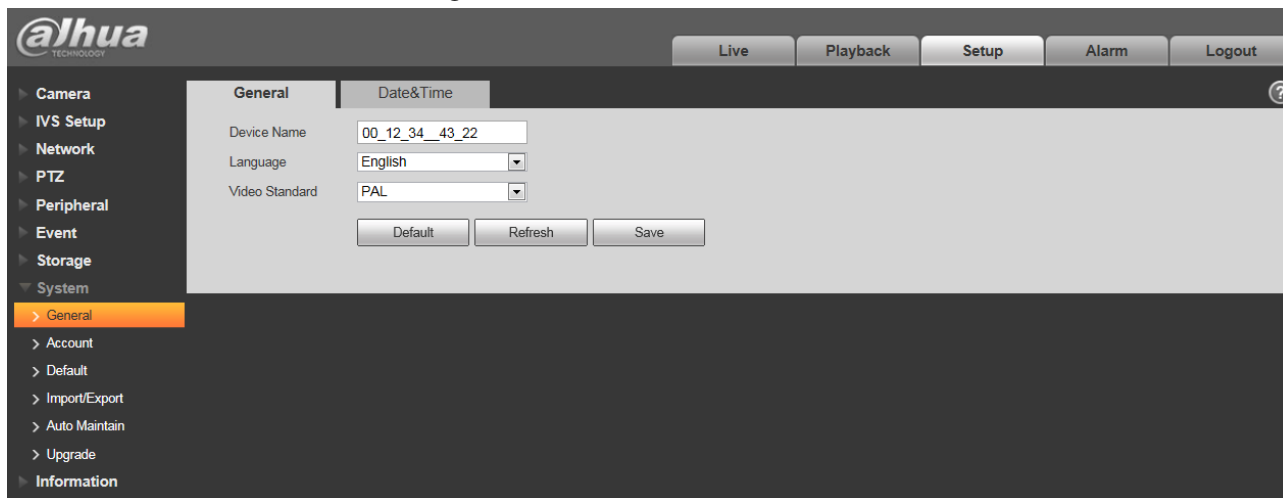 alhua
TECHNOLOGY
Live Playback Setup Alarm Logout
Camera
IVS Setup
Network
PTZ
Peripheral
Event
Storage
System
General
Account
Default
Import/Export
Auto Maintain
Upgrade
Information
General Date&Time
?
Device Name 00_12_34__43_22
Language English
Video Standard PAL
Default Refresh Save